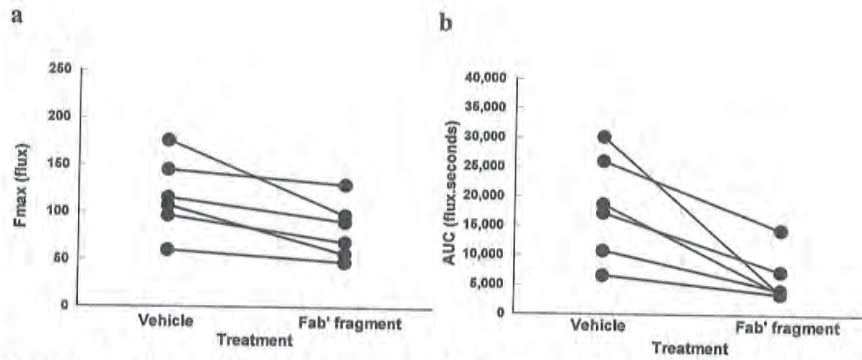 a
250
200
150
100
50
0
Fmax (flux)
Vehicle
Fab' fragment
Treatment
b
40,000
35,000
30,000
25,000
20,000
15,000
10,000
5,000
0
AUC (flux.seconds)
Vehicle
Fab' fragment
Treatment